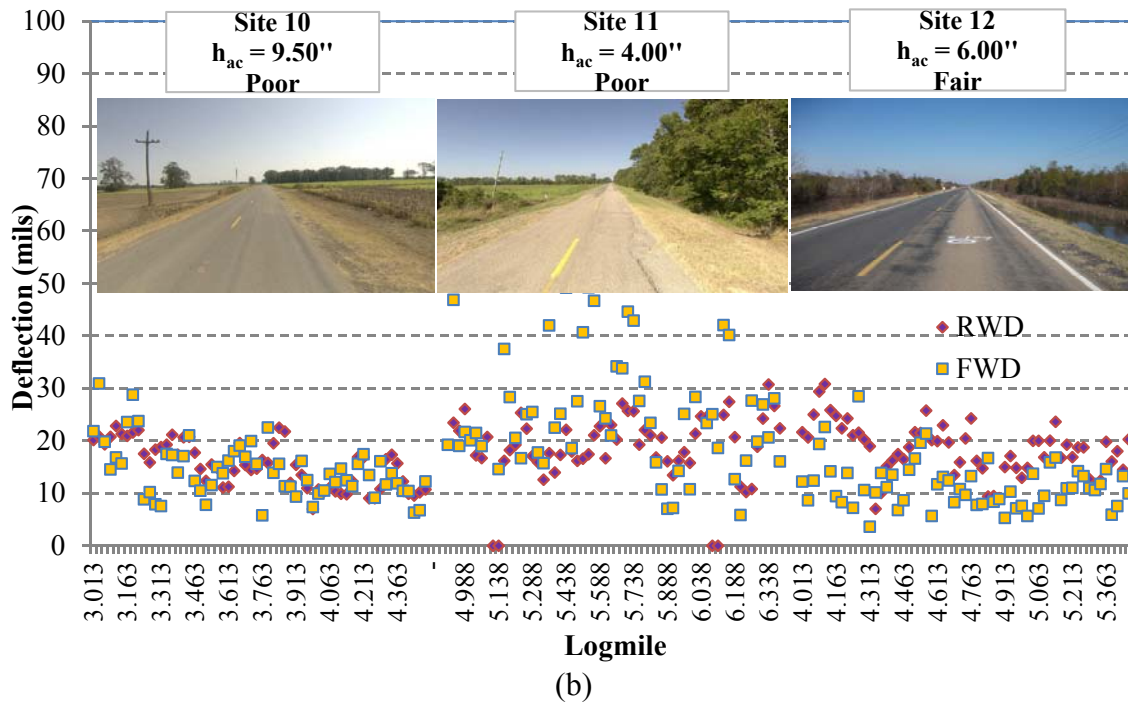 Site 10
h_ac = 9.50"
Poor
Site 11
h_ac = 4.00"
Poor
Site 12
h_ac = 6.00"
Fair
Deflection (mils)
100
90
80
70
60
50
40
30
20
10
0
RWD
FWD
3.013 3.163 3.313 3.463 3.613 3.763 3.913 4.063 4.213 4.363 - 4.988 5.138 5.288 5.438 5.588 5.738 5.888 6.038 6.188 6.338 4.013 4.163 4.313 4.463 4.613 4.763 4.913 5.063 5.213 5.363
Logmile
(b)